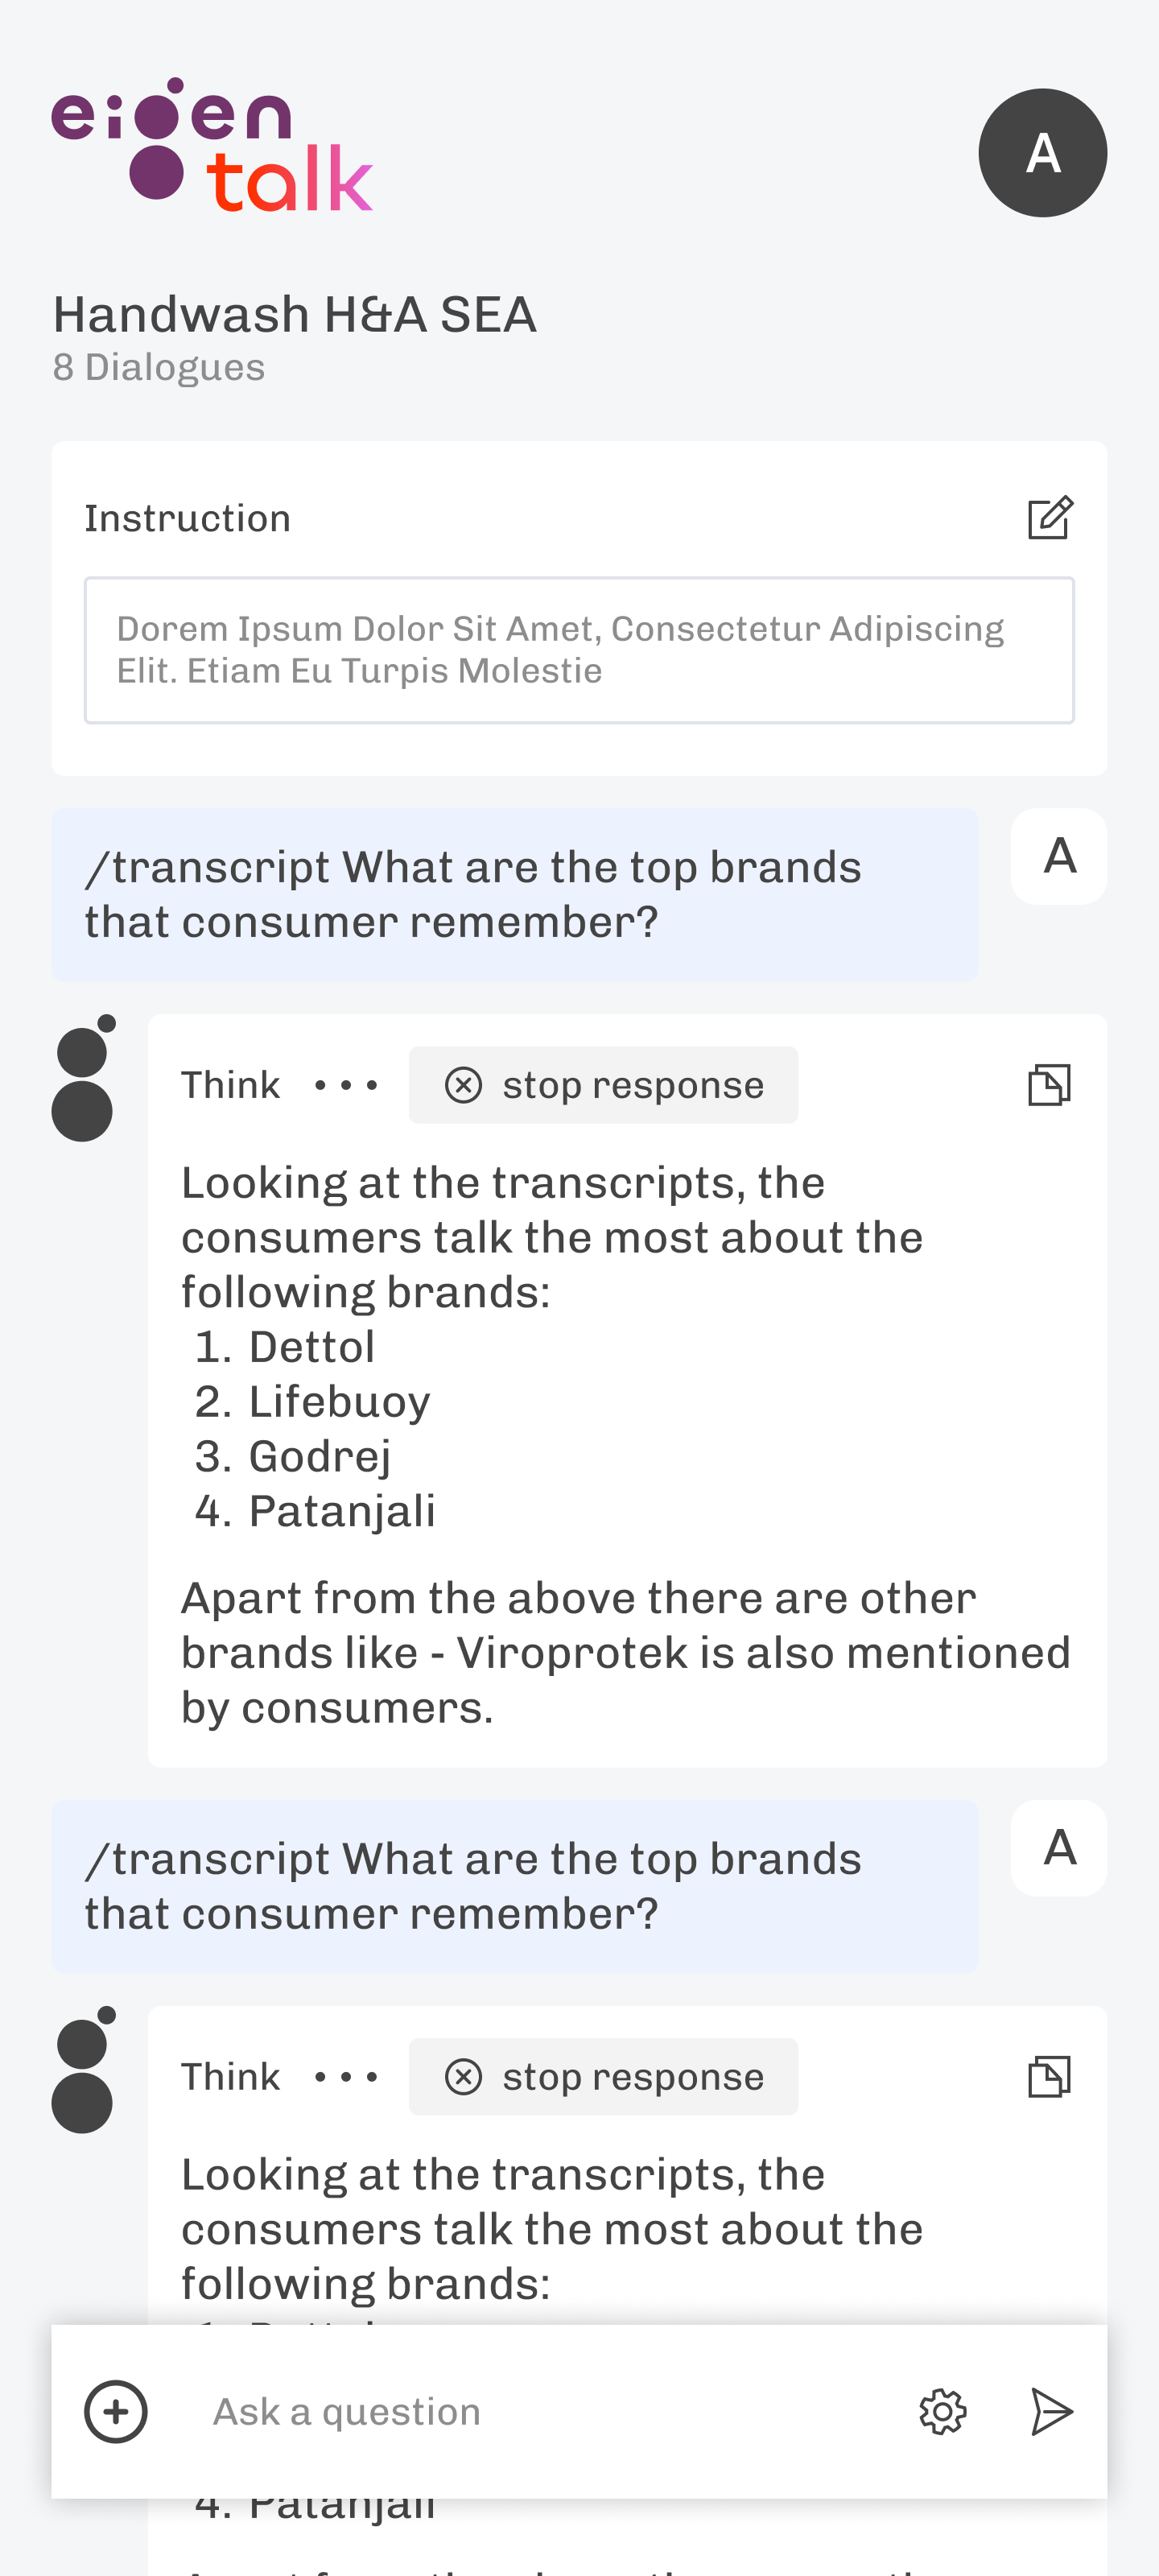 eigen
talk
A
Handwash H&A SEA
8 Dialogues
Instruction
Dorem Ipsum Dolor Sit Amet, Consectetur Adipiscing
Elit. Etiam Eu Turpis Molestie
/transcript What are the top brands
that consumer remember?
A
Think ••• stop response
Looking at the transcripts, the
consumers talk the most about the
following brands:
1. Dettol
2. Lifebuoy
3. Godrej
4. Patanjali
Apart from the above there are other
brands like - Viroprotek is also mentioned
by consumers.
/transcript What are the top brands
that consumer remember?
A
Think ••• stop response
Looking at the transcripts, the
consumers talk the most about the
following brands:
Ask a question
4. Patanjali